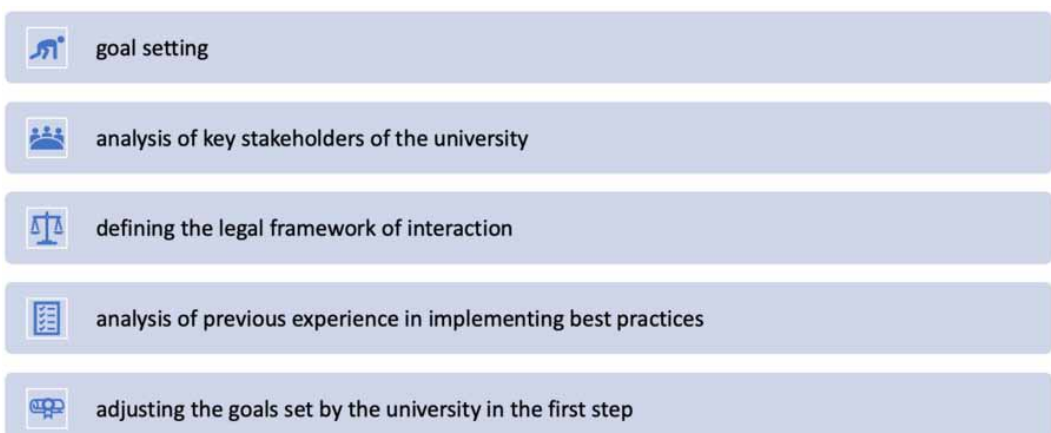 goal setting
analysis of key stakeholders of the university
defining the legal framework of interaction
analysis of previous experience in implementing best practices
adjusting the goals set by the university in the first step